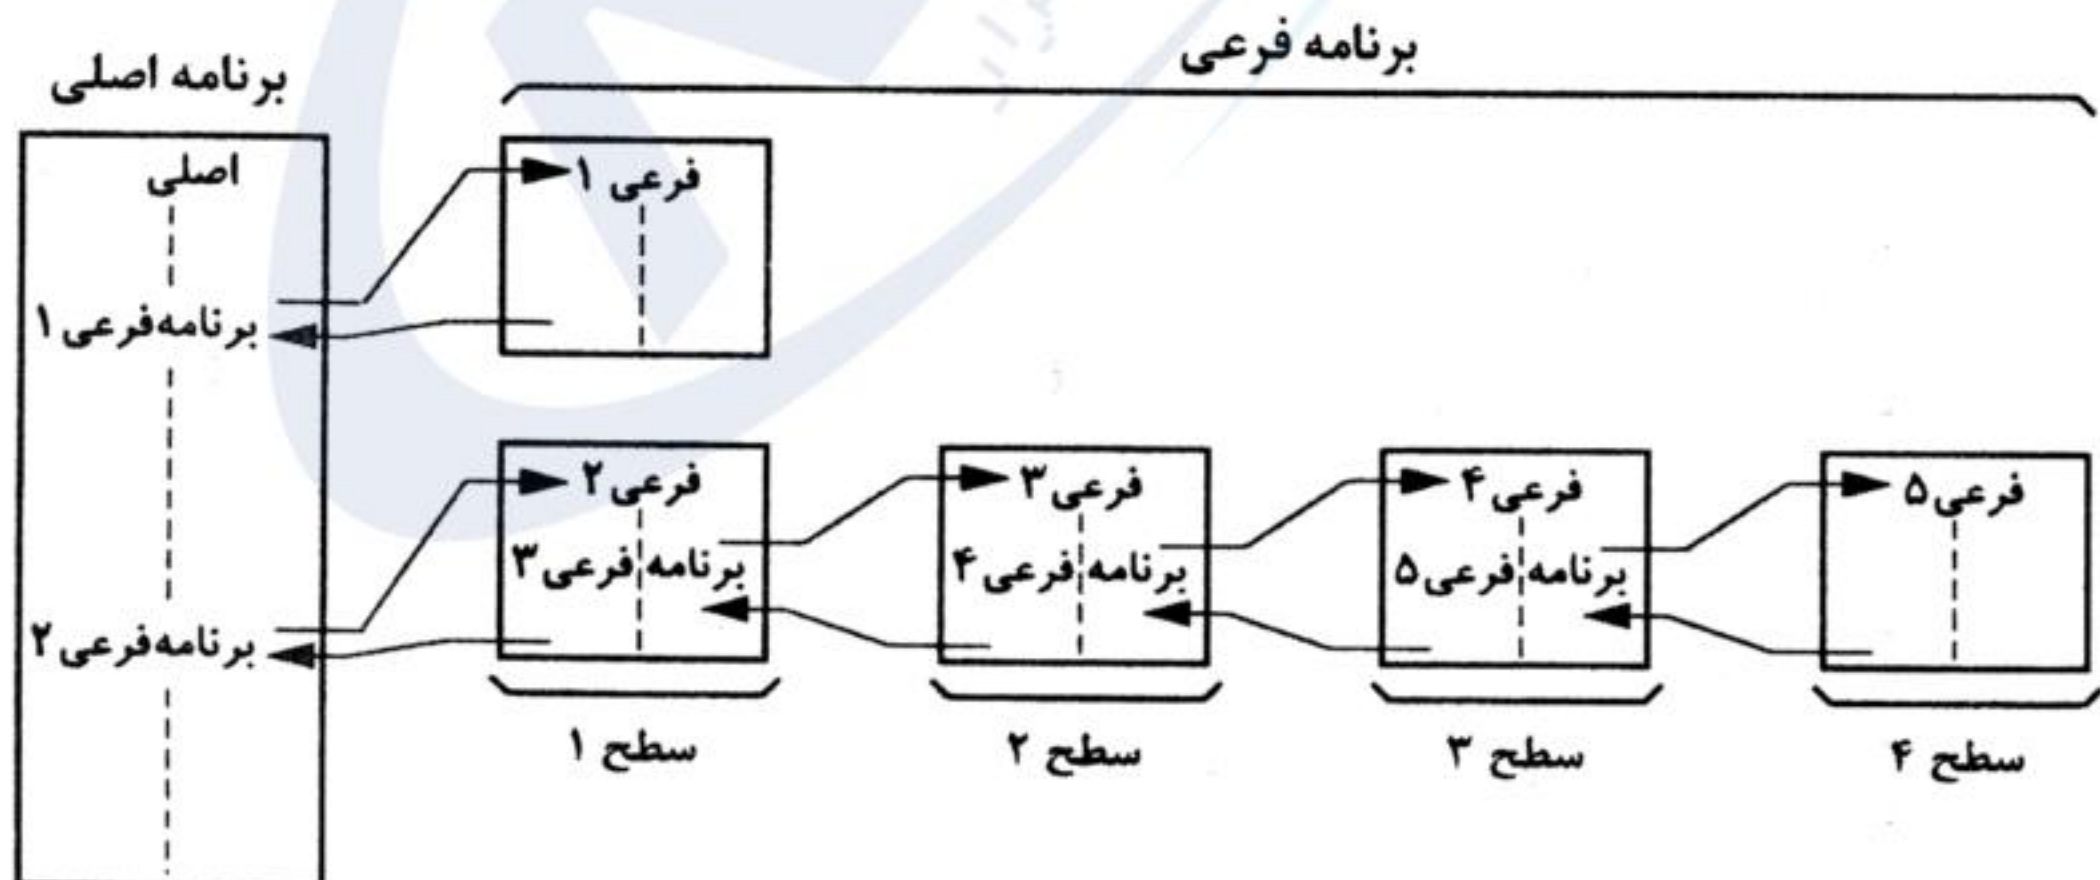 برنامه فرعی
برنامه اصلی
اصلی
برنامه‌فرعی ۱
برنامه‌فرعی ۲
فرعی ۱
فرعی ۲
برنامه فرعی ۳
سطح ۱
فرعی ۳
برنامه فرعی ۴
سطح ۲
فرعی ۴
برنامه فرعی ۵
سطح ۳
فرعی ۵
سطح ۴